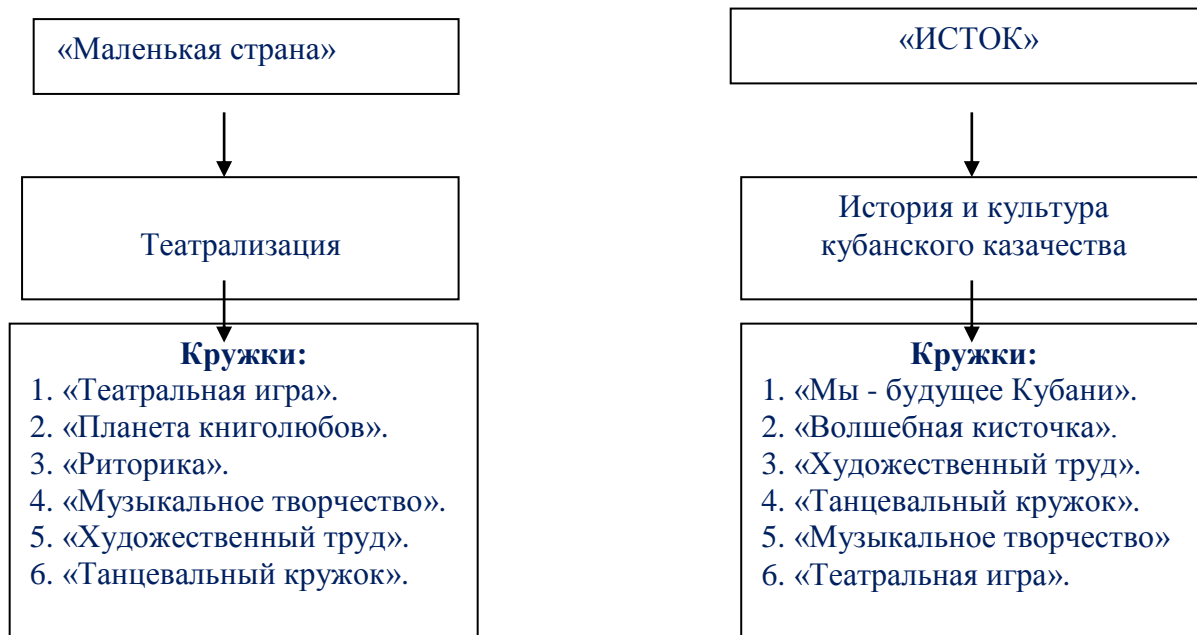 «Маленькая страна»
Театрализация
Кружки:
1. «Театральная игра».
2. «Планета книголюбов».
3. «Риторика».
4. «Музыкальное творчество».
5. «Художественный труд».
6. «Танцевальный кружок».
«ИСТОК»
История и культура
кубанского казачества
Кружки:
1. «Мы - будущее Кубани».
2. «Волшебная кисточка».
3. «Художественный труд».
4. «Танцевальный кружок».
5. «Музыкальное творчество»
6. «Театральная игра».